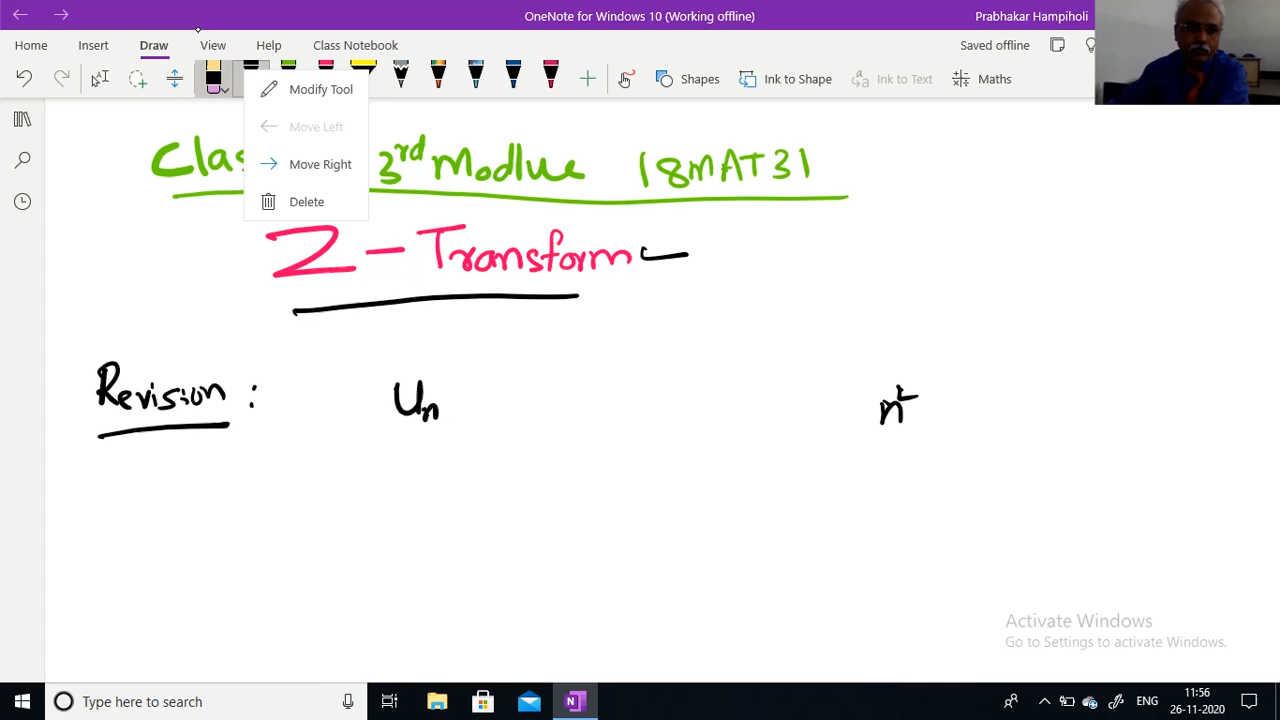 OneNote for Windows 10 (Working offline)
Prabhakar Hampiholi
Home Insert Draw View Help Class Notebook
Saved offline
Shapes Ink to Shape Ink to Text Maths
Modify Tool
Move Left
Move Right
Delete
Clas 3rd Modlue 18MAT31
Z - Transform -
Revision : Un n²
Activate Windows
Go to Settings to activate Windows.
Type here to search
ENG
11:56
26-11-2020